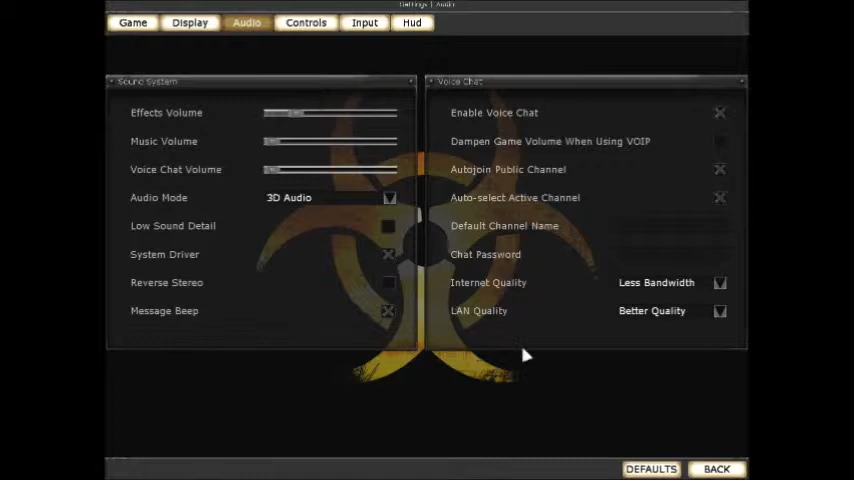 Settings | Audio
Game Display Audio Controls Input Hud
Sound System
Effects Volume
Music Volume
Voice Chat Volume
Audio Mode 3D Audio
Low Sound Detail
System Driver
Reverse Stereo
Message Beep
Voice Chat
Enable Voice Chat
Dampen Game Volume When Using VOIP
Autojoin Public Channel
Auto-select Active Channel
Default Channel Name
Chat Password
Internet Quality Less Bandwidth
LAN Quality Better Quality
DEFAULTS BACK